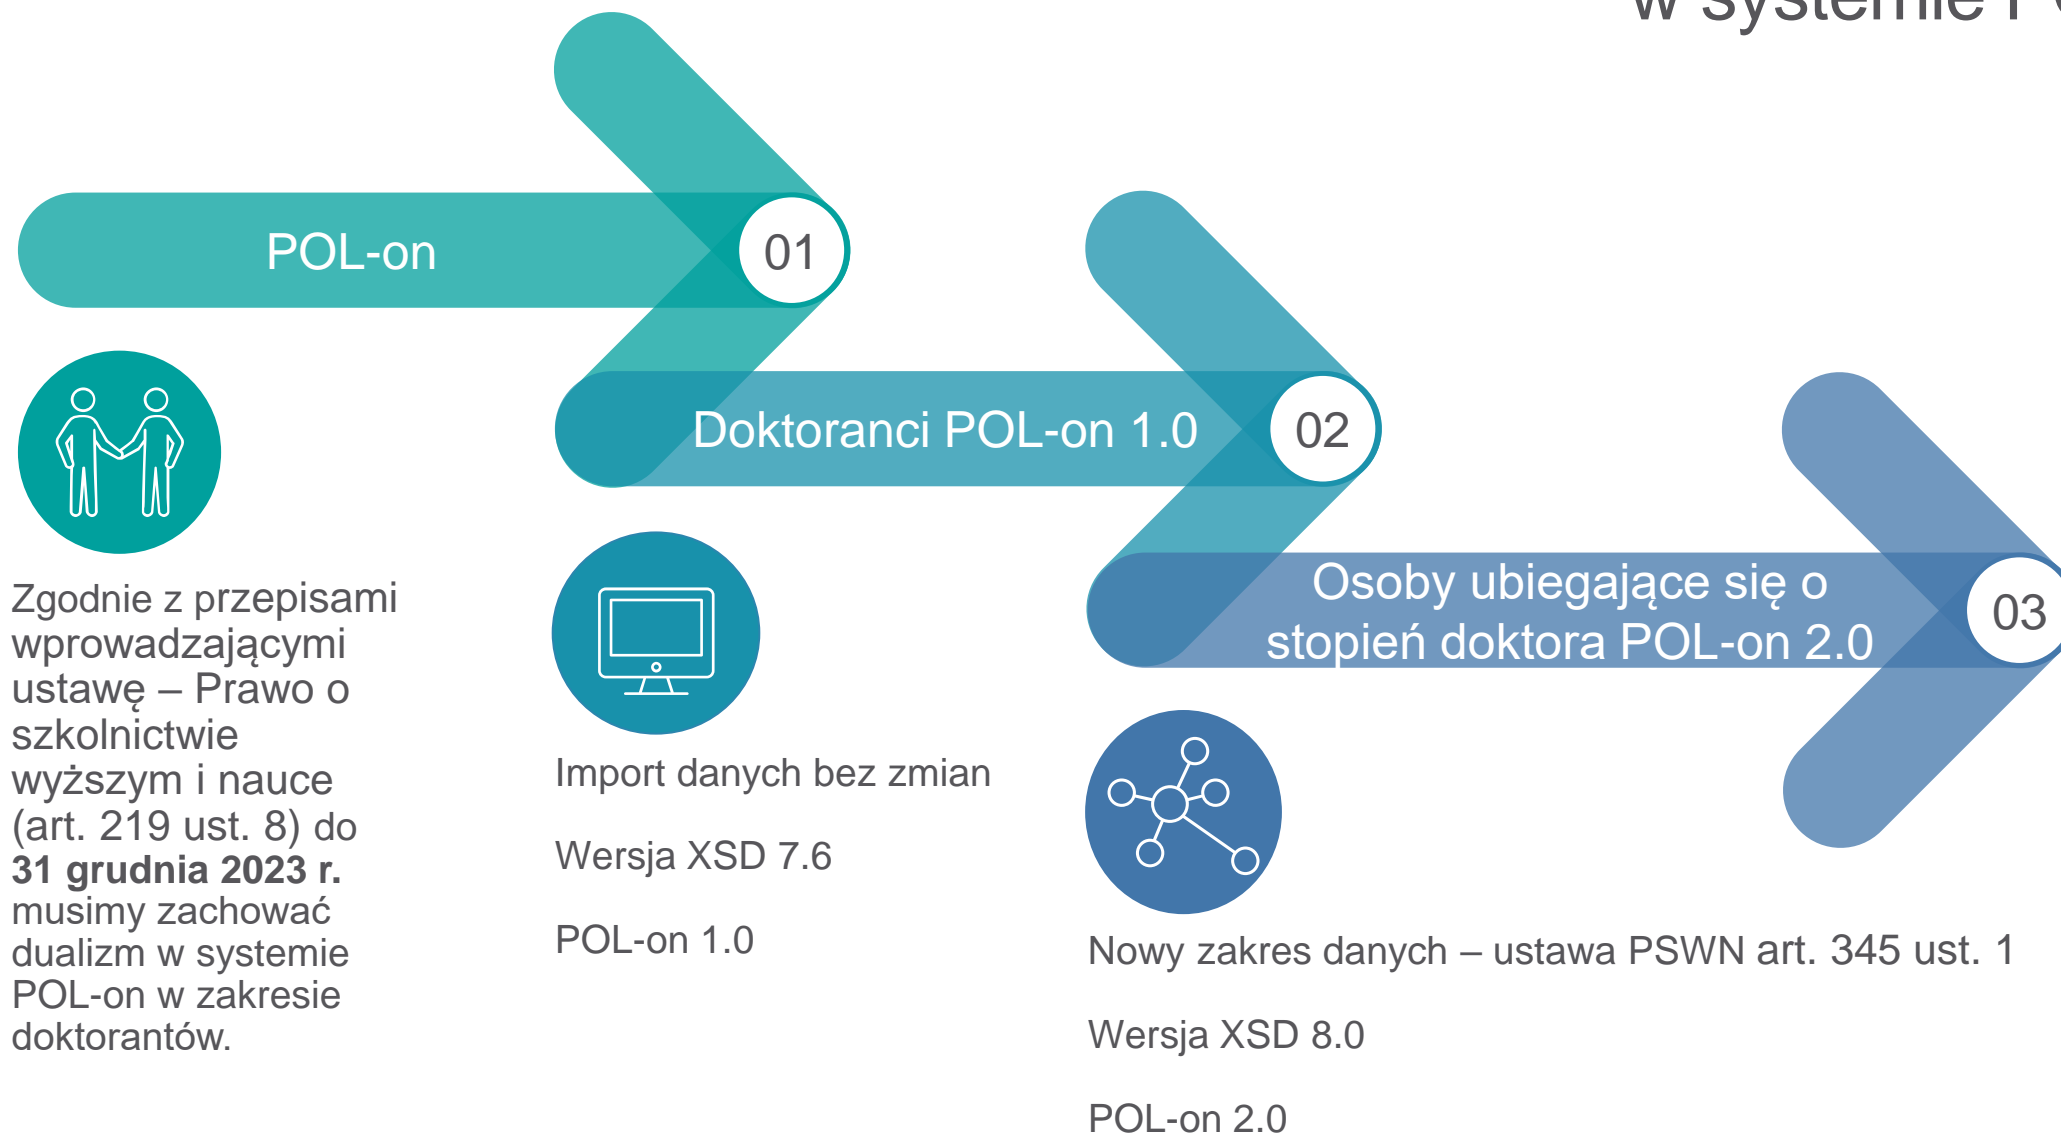 w systemie
POL-on
01
Zgodnie z przepisami
wprowadzającymi
ustawę – Prawo o
szkolnictwie
wyższym i nauce
(art. 219 ust. 8) do
31 grudnia 2023 r.
musimy zachować
dualizm w systemie
POL-on w zakresie
doktorantów.
Doktoranci POL-on 1.0
02
Import danych bez zmian
Wersja XSD 7.6
POL-on 1.0
Osoby ubiegające się o
stopień doktora POL-on 2.0
03
Nowy zakres danych – ustawa PSWN art. 345 ust. 1
Wersja XSD 8.0
POL-on 2.0